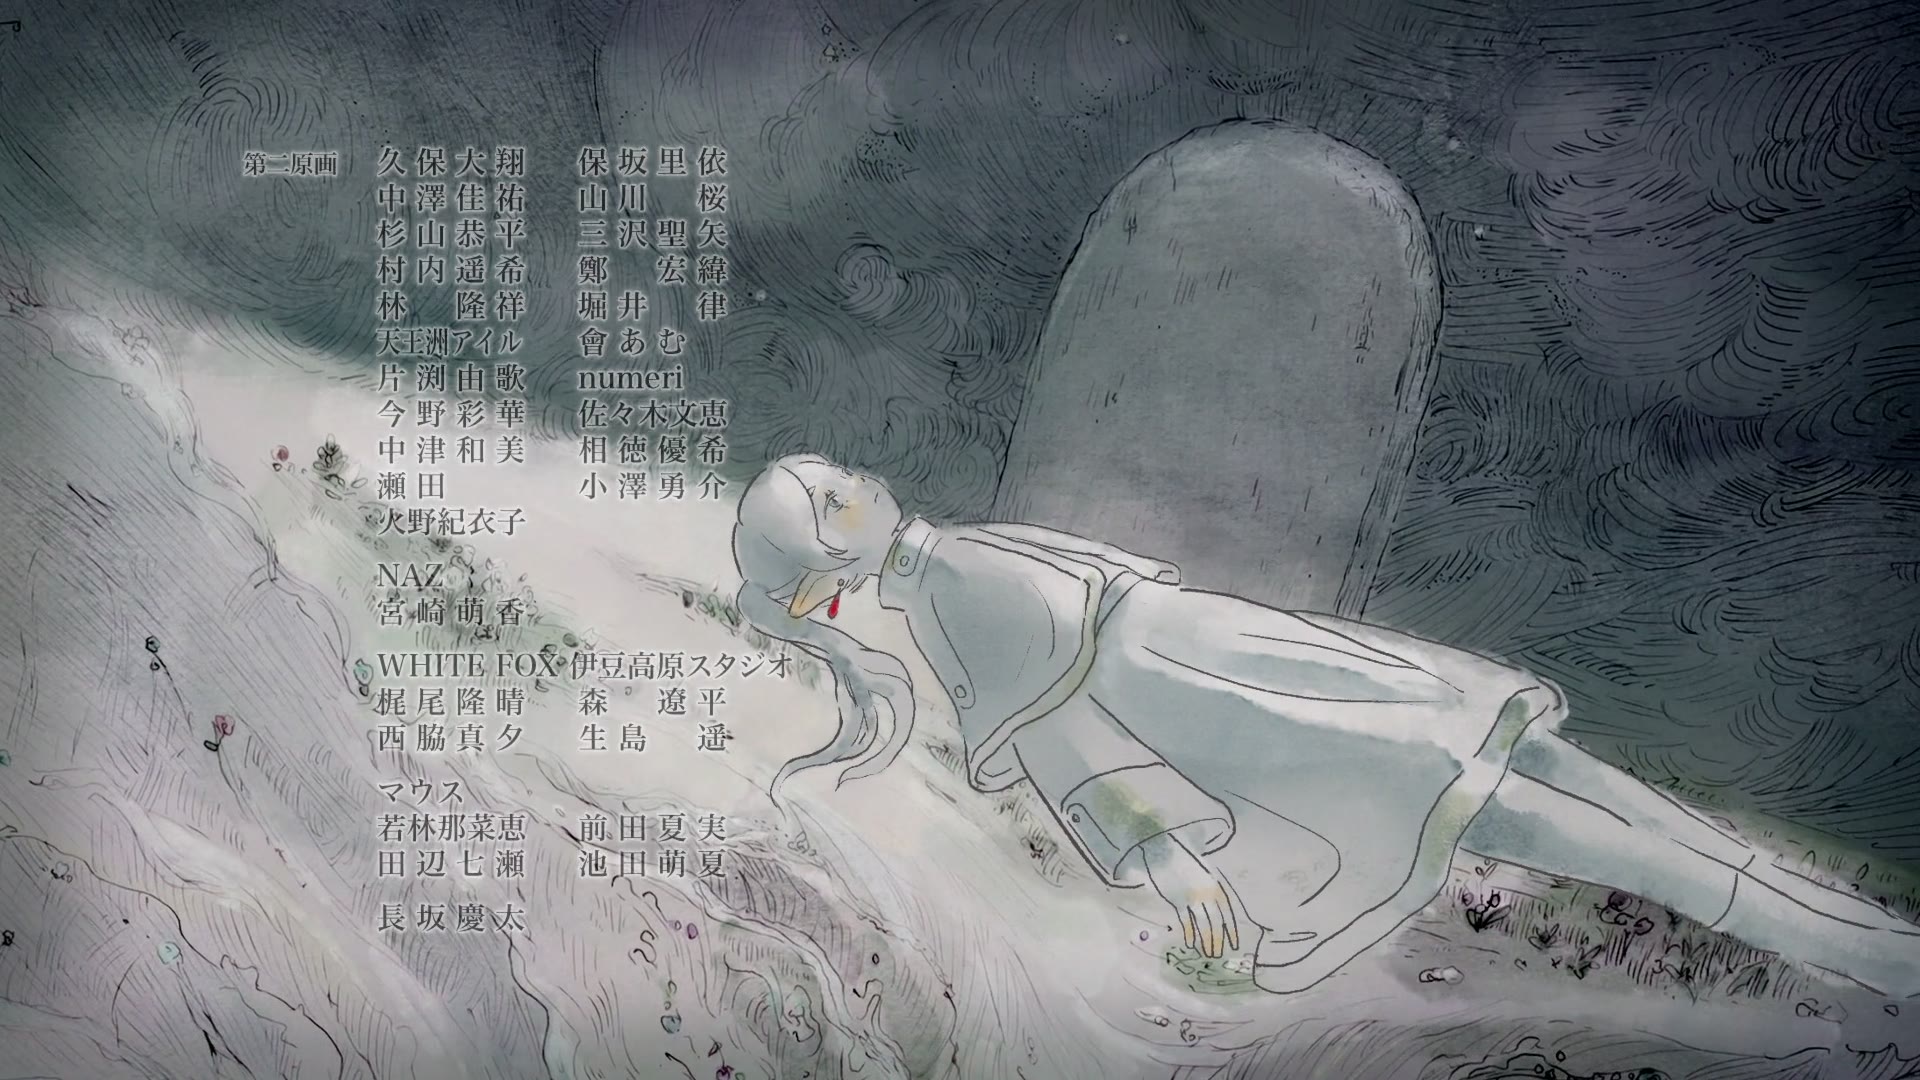 第二原画 久保大翔 保坂里依
中澤佳祐 山川桜
杉山恭平 三沢聖矢
村内遥希 鄭宏緯
林隆祥 堀井律
天王洲アイル 會あむ
片渕由歌 numeri
今野彩華 佐々木文恵
中津和美 相徳優希
瀬田 小澤勇介
火野紀衣子
NAZ
宮崎萌香
WHITE FOX 伊豆高原スタジオ
梶尾隆晴 森遼平
西脇真夕 生島遥
マウス
若林那菜恵 前田夏実
田辺七瀬 池田萌夏
長坂慶太